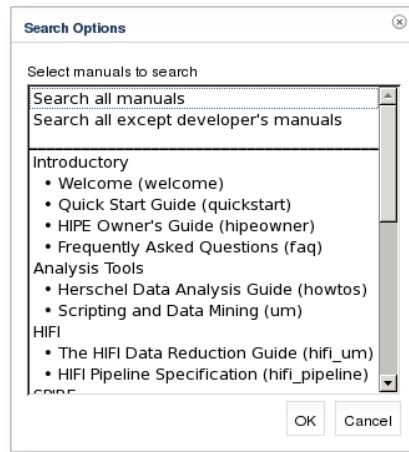 Search Options
Select manuals to search
Search all manuals
Search all except developer's manuals
Introductory
• Welcome (welcome)
• Quick Start Guide (quickstart)
• HIPE Owner's Guide (hipeowner)
• Frequently Asked Questions (faq)
Analysis Tools
• Herschel Data Analysis Guide (howtos)
• Scripting and Data Mining (um)
HIFI
• The HIFI Data Reduction Guide (hifi_um)
• HIFI Pipeline Specification (hifi_pipeline)
SPIRE
OK Cancel